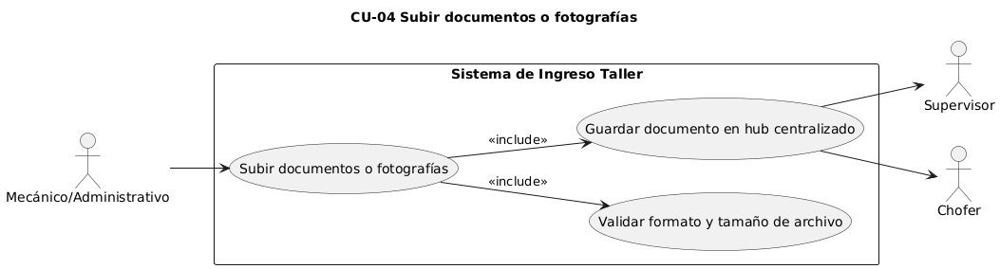 CU-04 Subir documentos o fotografías
Sistema de Ingreso Taller
Supervisor
Guardar documento en hub centralizado
«include»
Mecánico/Administrativo
Subir documentos o fotografías
«include»
Chofer
Validar formato y tamaño de archivo